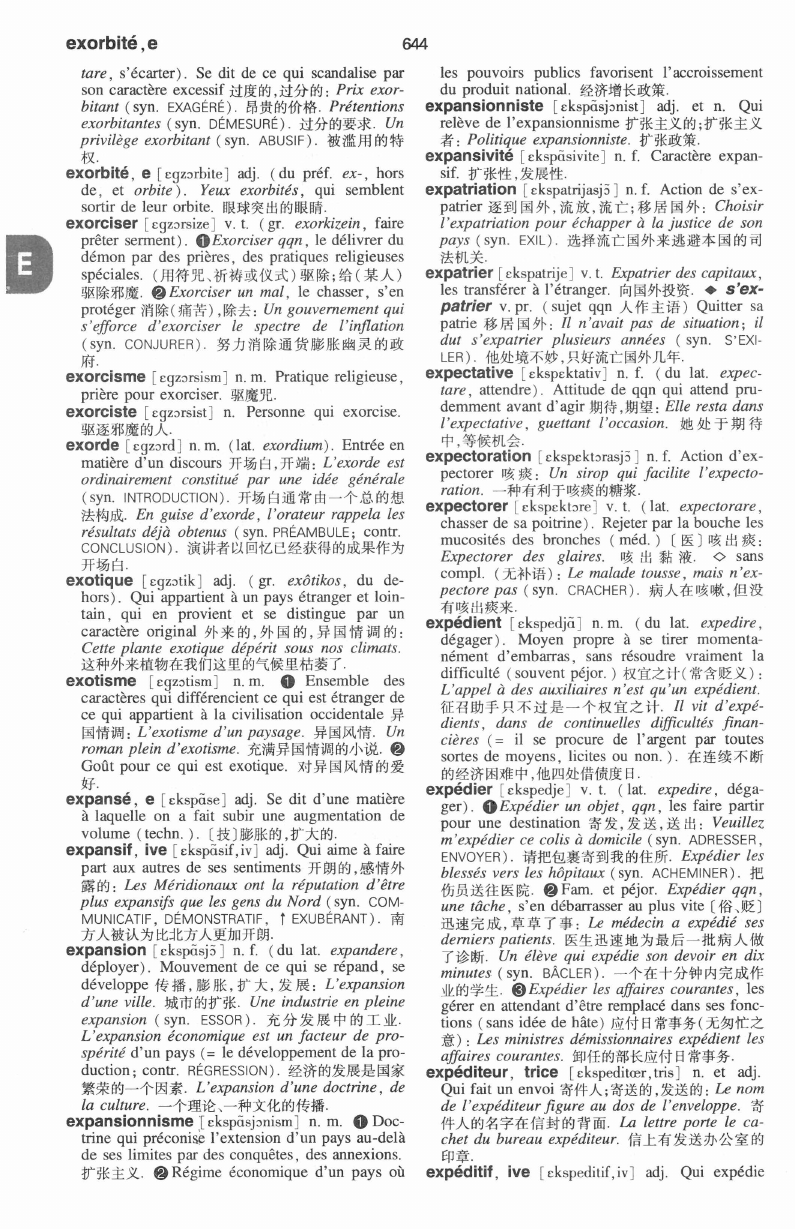 exorbité, e
644
tare, s'écarter). Se dit de ce qui scandalise par
son caractère excessif 过度的,过分的: Prix exor-
bitant (syn. EXAGÉRÉ). 昂贵的价格. Prétentions
exorbitantes (syn. DÉMESURÉ). 过分的要求. Un
privilège exorbitant (syn. ABUSIF). 被滥用的特
权.
exorbité, e [ɛgzɔrbite] adj. (du préf. ex-, hors
de, et orbite). Yeux exorbités, qui semblent
sortir de leur orbite. 眼球突出的眼睛.
exorciser [ɛgzɔrsize] v. t. (gr. exorkizein, faire
prêter serment). ❶Exorciser qqn, le délivrer du
démon par des prières, des pratiques religieuses
spéciales. (用符咒、祈祷或仪式)驱除;给(某人)
驱除邪魔. ❷Exorciser un mal, le chasser, s'en
protéger 消除(痛苦),除去: Un gouvernement qui
s'efforce d'exorciser le spectre de l'inflation
(syn. CONJURER). 努力消除通货膨胀幽灵的政
府.
exorcisme [ɛgzɔrsism] n. m. Pratique religieuse,
prière pour exorciser. 驱魔咒.
exorciste [ɛgzɔrsist] n. Personne qui exorcise.
驱逐邪魔的人.
exorde [ɛgzɔrd] n. m. (lat. exordium). Entrée en
matière d'un discours 开场白,开端: L'exorde est
ordinairement constitué par une idée générale
(syn. INTRODUCTION). 开场白通常由一个总的想
法构成. En guise d'exorde, l'orateur rappela les
résultats déjà obtenus (syn. PRÉAMBULE; contr.
CONCLUSION). 演讲者以回忆已经获得的成果作为
开场白.
exotique [ɛgzɔtik] adj. (gr. exôtikos, du de-
hors). Qui appartient à un pays étranger et loin-
tain, qui en provient et se distingue par un
caractère original 外来的,外国的,异国情调的:
Cette plante exotique dépérit sous nos climats.
这种外来植物在我们这里的气候里枯萎了.
exotisme [ɛgzɔtism] n. m. ❶ Ensemble des
caractères qui différencient ce qui est étranger de
ce qui appartient à la civilisation occidentale 异
国情调: L'exotisme d'un paysage. 异国风情. Un
roman plein d'exotisme. 充满异国情调的小说. ❷
Goût pour ce qui est exotique. 对异国风情的爱
好.
expansé, e [ɛkspɑ̃se] adj. Se dit d'une matière
à laquelle on a fait subir une augmentation de
volume (techn. ). 〔技〕膨胀的,扩大的.
expansif, ive [ɛkspɑ̃sif,iv] adj. Qui aime à faire
part aux autres de ses sentiments 开朗的,感情外
露的: Les Méridionaux ont la réputation d'être
plus expansifs que les gens du Nord (syn. COM-
MUNICATIF, DÉMONSTRATIF, ↑ EXUBÉRANT). 南
方人被认为比北方人更加开朗.
expansion [ɛkspɑ̃sjɔ̃] n. f. (du lat. expandere,
déployer). Mouvement de ce qui se répand, se
développe 传播,膨胀,扩大,发展: L'expansion
d'une ville. 城市的扩张. Une industrie en pleine
expansion (syn. ESSOR). 充分发展中的工业.
L'expansion économique est un facteur de pro-
spérité d'un pays (= le développement de la pro-
duction; contr. RÉGRESSION). 经济的发展是国家
繁荣的一个因素. L'expansion d'une doctrine, de
la culture. 一个理论、一种文化的传播.
expansionnisme [ɛkspɑ̃sjɔnism] n. m. ❶Doc-
trine qui préconise l'extension d'un pays au-delà
de ses limites par des conquêtes, des annexions.
扩张主义. ❷Régime économique d'un pays où
les pouvoirs publics favorisent l'accroissement
du produit national. 经济增长政策.
expansionniste [ɛkspɑ̃sjɔnist] adj. et n. Qui
relève de l'expansionnisme 扩张主义的;扩张主义
者: Politique expansionniste. 扩张政策.
expansivité [ɛkspɑ̃sivite] n. f. Caractère expan-
sif. 扩张性,发展性.
expatriation [ɛkspatrijasjɔ̃] n. f. Action de s'ex-
patrier 逐到国外,流放,流亡;移居国外: Choisir
l'expatriation pour échapper à la justice de son
pays (syn. EXIL). 选择流亡国外来逃避本国的司
法机关.
expatrier [ɛkspatrije] v. t. Expatrier des capitaux,
les transférer à l'étranger. 向国外投资. ◆ s'ex-
patrier v. pr. (sujet qqn 人作主语) Quitter sa
patrie 移居国外: Il n'avait pas de situation; il
dut s'expatrier plusieurs années (syn. S'EXI-
LER). 他处境不妙,只好流亡国外几年.
expectative [ɛkspɛktativ] n. f. (du lat. expec-
tare, attendre). Attitude de qqn qui attend pru-
demment avant d'agir 期待,期望: Elle resta dans
l'expectative, guettant l'occasion. 她处于期待
中,等候机会.
expectoration [ɛkspɛktɔrasjɔ̃] n. f. Action d'ex-
pectorer 咳痰: Un sirop qui facilite l'expecto-
ration. 一种有利于咳痰的糖浆.
expectorer [ɛkspɛktɔre] v. t. (lat. expectorare,
chasser de sa poitrine). Rejeter par la bouche les
mucosités des bronches (méd. ) 〔医〕咳出痰:
Expectorer des glaires. 咳出黏液. ◇ sans
compl. (无补语): Le malade tousse, mais n'ex-
pectore pas (syn. CRACHER). 病人在咳嗽,但没
有咳出痰来.
expédient [ɛkspedjɑ̃] n. m. (du lat. expedire,
dégager). Moyen propre à se tirer momenta-
nément d'embarras, sans résoudre vraiment la
difficulté (souvent péjor. ) 权宜之计(常含贬义):
L'appel à des auxiliaires n'est qu'un expédient.
征召助手只不过是一个权宜之计. Il vit d'expé-
dients, dans de continuelles difficultés finan-
cières (= il se procure de l'argent par toutes
sortes de moyens, licites ou non. ). 在连续不断
的经济困难中,他四处借债度日.
expédier [ɛkspedje] v. t. (lat. expedire, déga-
ger). ❶Expédier un objet, qqn, les faire partir
pour une destination 寄发,发送,送出: Veuillez
m'expédier ce colis à domicile (syn. ADRESSER,
ENVOYER). 请把包裹寄到我的住所. Expédier les
blessés vers les hôpitaux (syn. ACHEMINER). 把
伤员送往医院. ❷Fam. et péjor. Expédier qqn,
une tâche, s'en débarrasser au plus vite 〔俗、贬〕
迅速完成,草草了事: Le médecin a expédié ses
derniers patients. 医生迅速地为最后一批病人做
了诊断. Un élève qui expédie son devoir en dix
minutes (syn. BÂCLER). 一个在十分钟内完成作
业的学生. ❸Expédier les affaires courantes, les
gérer en attendant d'être remplacé dans ses fonc-
tions (sans idée de hâte) 应付日常事务(无匆忙之
意): Les ministres démissionnaires expédient les
affaires courantes. 卸任的部长应付日常事务.
expéditeur, trice [ɛkspeditœr,tris] n. et adj.
Qui fait un envoi 寄件人;寄送的,发送的: Le nom
de l'expéditeur figure au dos de l'enveloppe. 寄
件人的名字在信封的背面. La lettre porte le ca-
chet du bureau expéditeur. 信上有发送办公室的
印章.
expéditif, ive [ɛkspeditif,iv] adj. Qui expédie
E